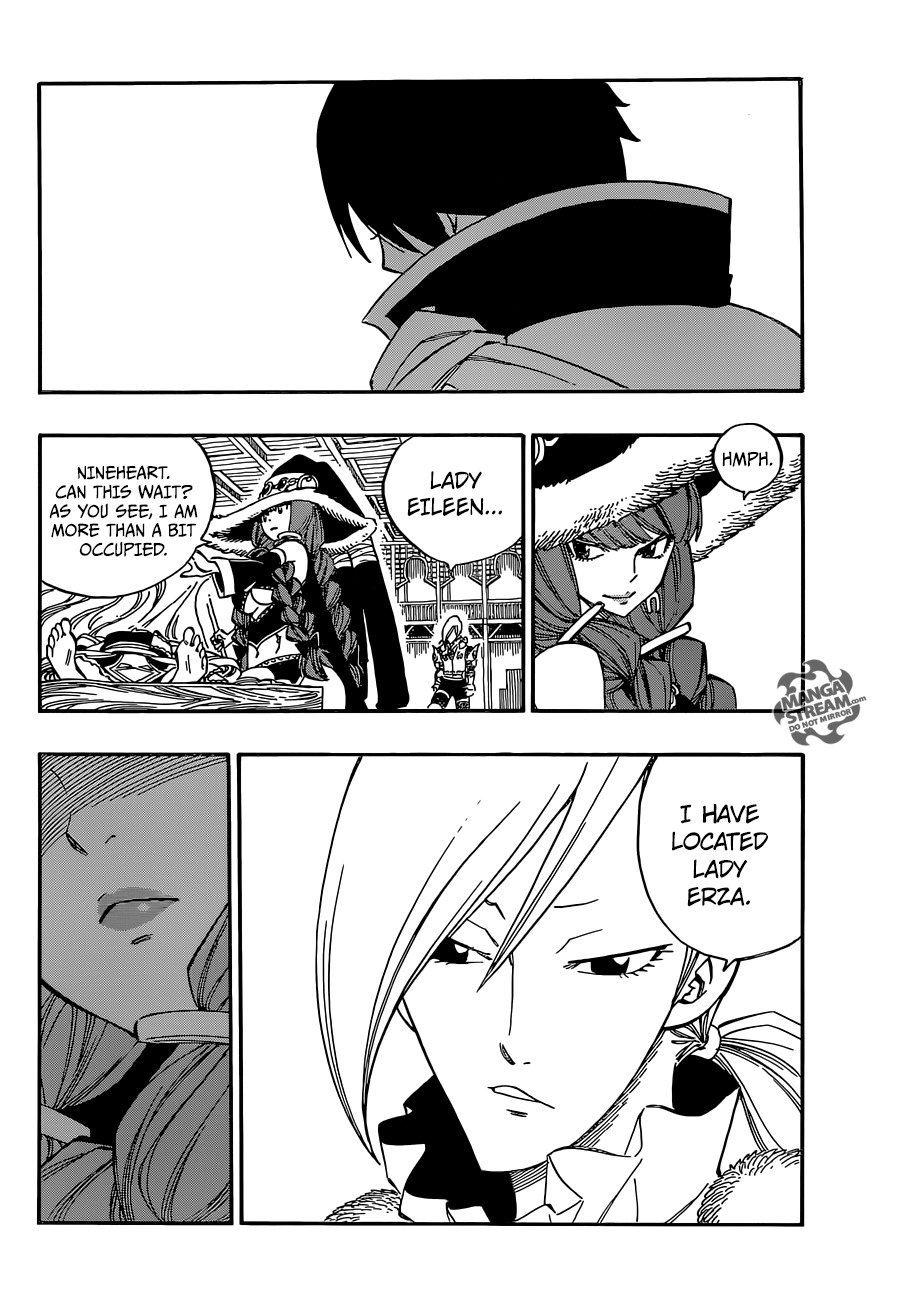 HMPH.
LADY
EILEEN...
NINEHEART.
CAN THIS WAIT?
AS YOU SEE, I AM
MORE THAN A BIT
OCCUPIED.
MANGA
STREAM.com
DO NOT MIRROR
I HAVE
LOCATED
LADY
ERZA.